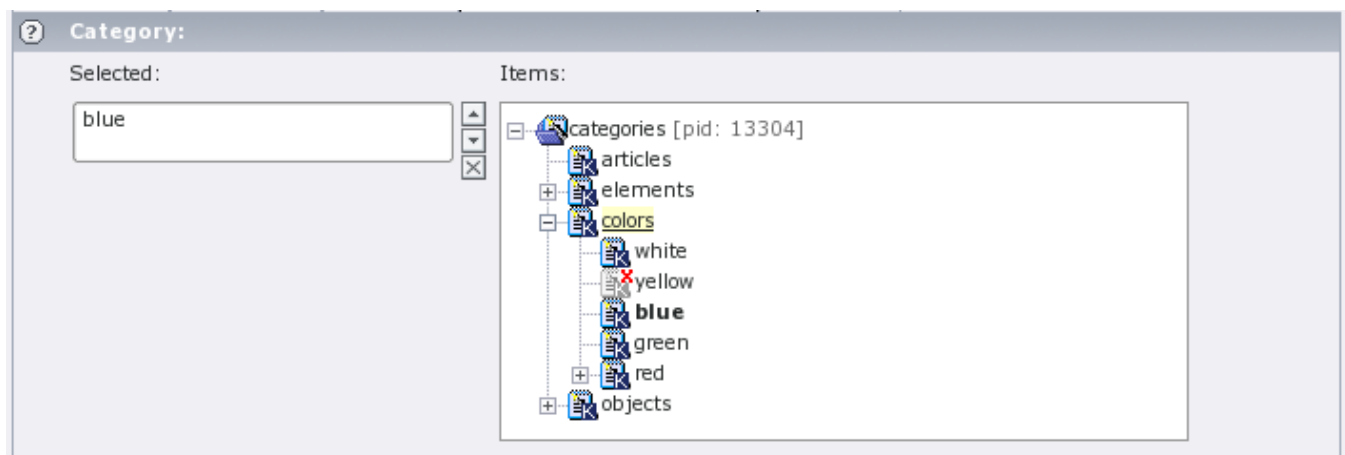 Category:
Selected: Items:
blue
categories [pid: 13304]
articles
elements
colors
white
yellow
blue
green
red
objects